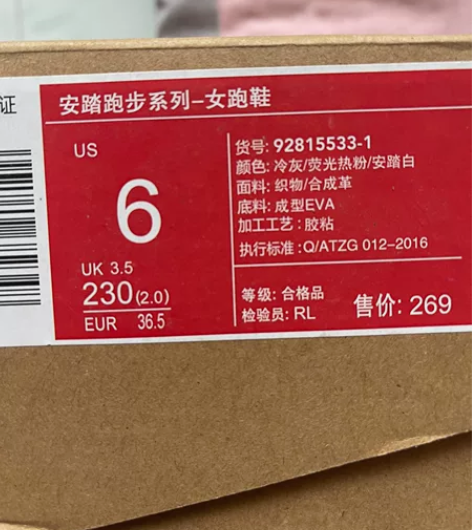 证
安踏跑步系列-女跑鞋
US
6
UK 3.5
230(2.0)
EUR 36.5
货号: 92815533-1
颜色: 冷灰/荧光热粉/安踏白
面料: 织物/合成革
底料: 成型EVA
加工工艺: 胶粘
执行标准: Q/ATZG 012-2016
等级: 合格品
检验员: RL
售价: 269